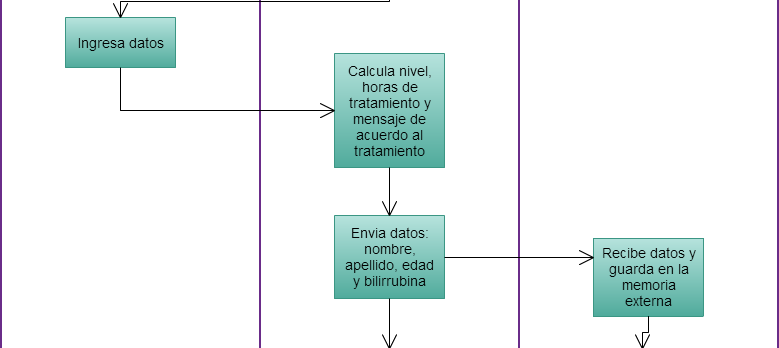 Ingresa datos
Calcula nivel,
horas de
tratamiento y
mensaje de
acuerdo al
tratamiento
Envia datos:
nombre,
apellido, edad
y bilirrubina
Recibe datos y
guarda en la
memoria
externa